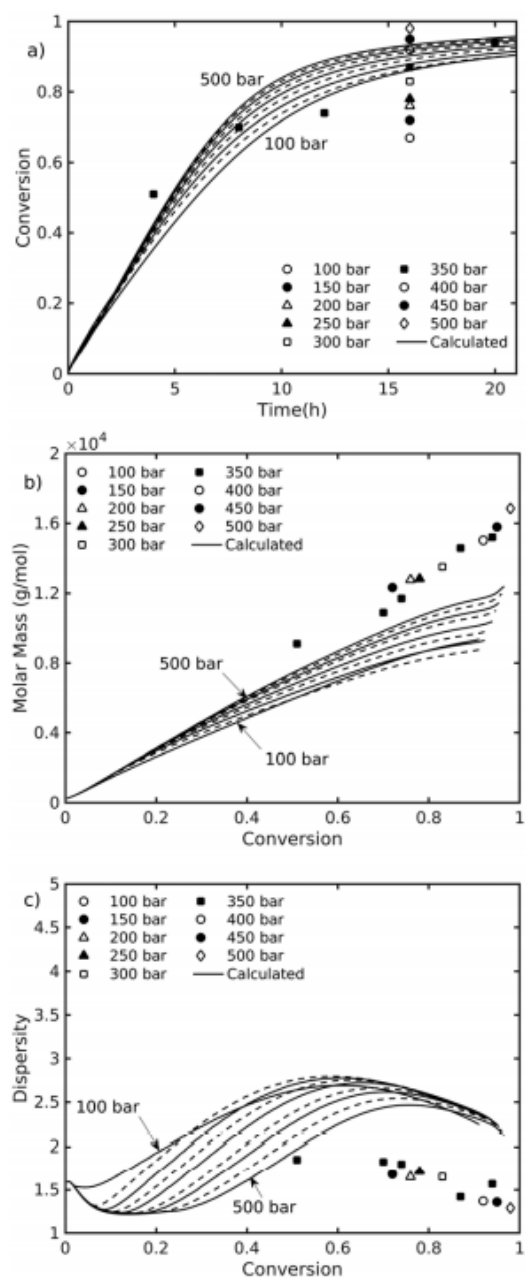 a)
1
0.8
0.6
0.4
0.2
0
Conversion
500 bar
100 bar
100 bar 350 bar
150 bar 400 bar
200 bar 450 bar
250 bar 500 bar
300 bar Calculated
0 5 10 15 20
Time(h)
b)
×10⁴
2
1.6
1.2
0.8
0.4
0
Molar Mass (g/mol)
100 bar 350 bar
150 bar 400 bar
200 bar 450 bar
250 bar 500 bar
300 bar Calculated
500 bar
100 bar
0 0.2 0.4 0.6 0.8 1
Conversion
c)
5
4.5
4
3.5
3
2.5
2
1.5
1
Dispersity
100 bar 350 bar
150 bar 400 bar
200 bar 450 bar
250 bar 500 bar
300 bar Calculated
100 bar
500 bar
0 0.2 0.4 0.6 0.8 1
Conversion